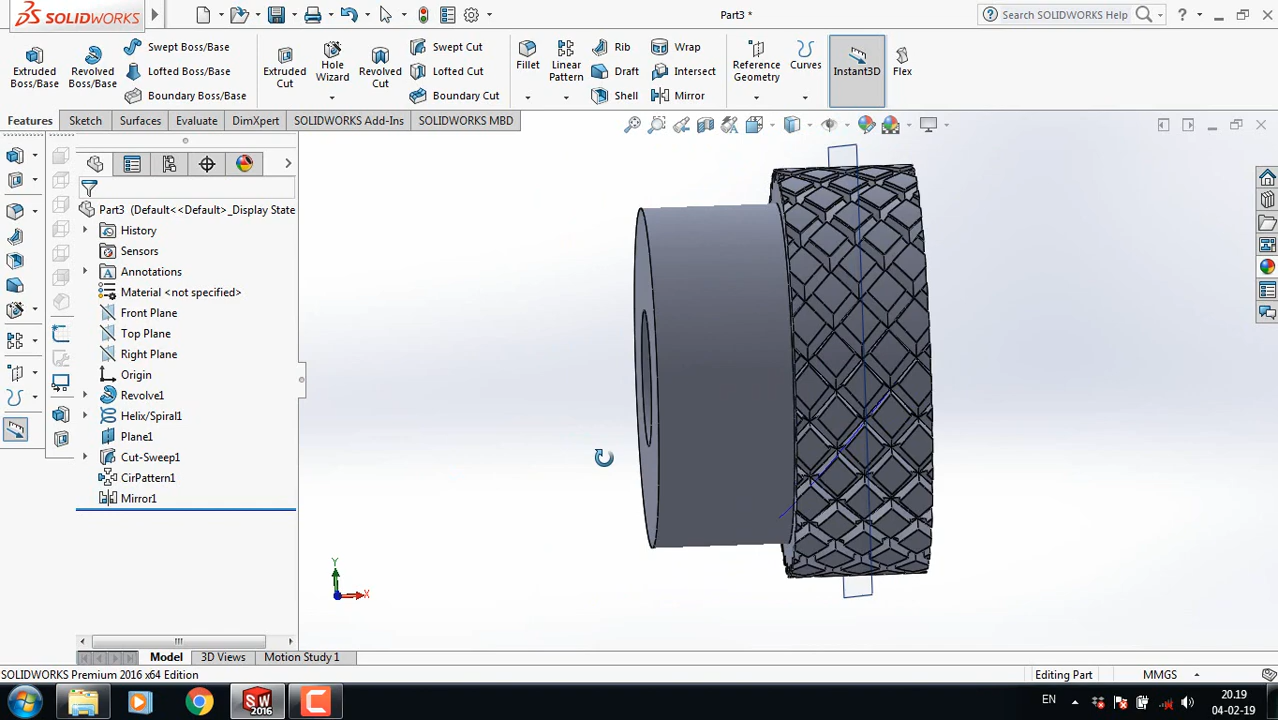 SOLIDWORKS
Part3 *
Search SOLIDWORKS Help
Extruded Boss/Base
Revolved Boss/Base
Swept Boss/Base
Lofted Boss/Base
Boundary Boss/Base
Extruded Cut
Hole Wizard
Revolved Cut
Swept Cut
Lofted Cut
Boundary Cut
Fillet
Linear Pattern
Rib
Draft
Shell
Wrap
Intersect
Mirror
Reference Geometry
Curves
Instant3D
Flex
Features Sketch Surfaces Evaluate DimXpert SOLIDWORKS Add-Ins SOLIDWORKS MBD
Part3 (Default<<Default>_Display State
History
Sensors
Annotations
Material <not specified>
Front Plane
Top Plane
Right Plane
Origin
Revolve1
Helix/Spiral1
Plane1
Cut-Sweep1
CirPattern1
Mirror1
Y
X
Model 3D Views Motion Study 1
SOLIDWORKS Premium 2016 x64 Edition Editing Part MMGS
SW 2016
EN
20.19
04-02-19